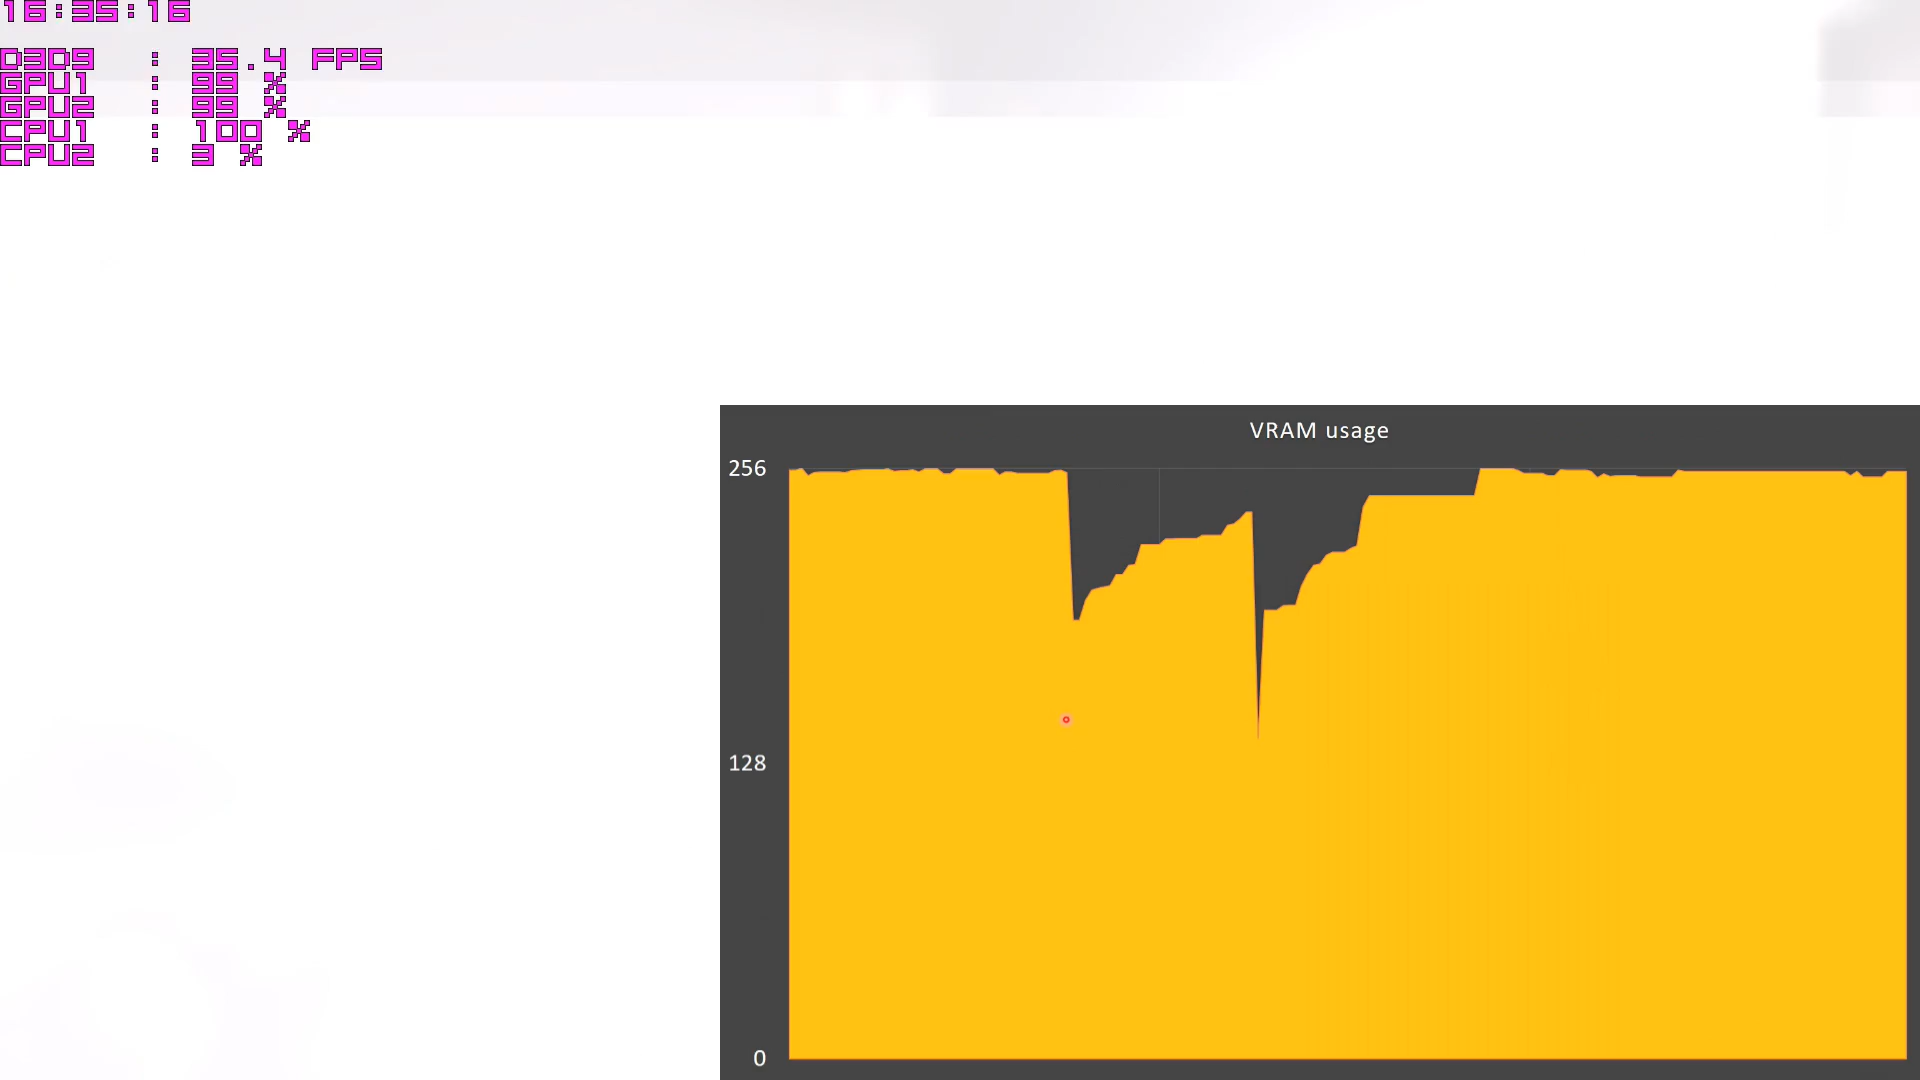 16:35:16
D3D9 : 35.4 FPS
GPU1 : 99 %
GPU2 : 99 %
CPU1 : 100 %
CPU2 : 3 %
VRAM usage
256
128
0